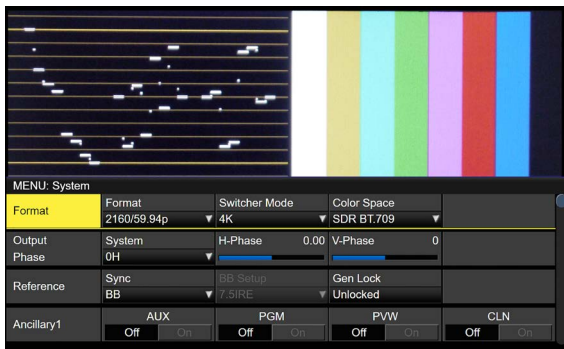 MENU: System
Format
Format
2160/59.94p
Switcher Mode
4K
Color Space
SDR BT.709
Output
Phase
System
0H
H-Phase 0.00
V-Phase 0
Reference
Sync
BB
BB Setup
7.5IRE
Gen Lock
Unlocked
Ancillary1
AUX
Off On
PGM
Off On
PVW
Off On
CLN
Off On